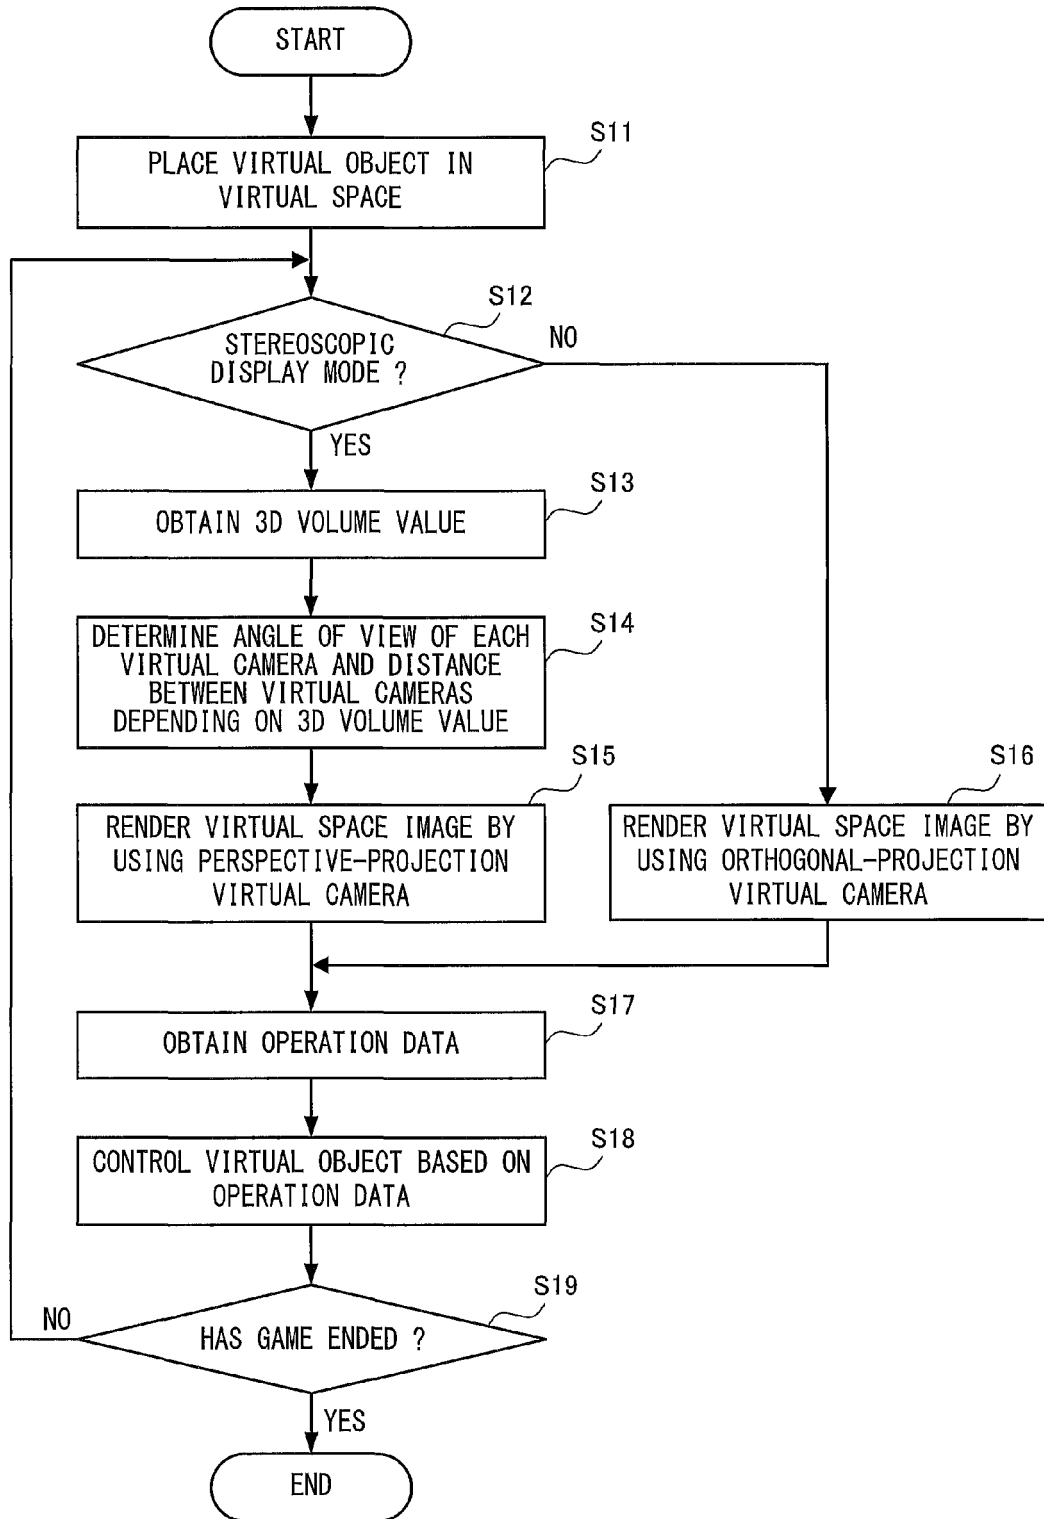 START
S11
PLACE VIRTUAL OBJECT IN
VIRTUAL SPACE
S12
STEREOSCOPIC
DISPLAY MODE ?
NO
YES
S13
OBTAIN 3D VOLUME VALUE
S14
DETERMINE ANGLE OF VIEW OF EACH
VIRTUAL CAMERA AND DISTANCE
BETWEEN VIRTUAL CAMERAS
DEPENDING ON 3D VOLUME VALUE
S15
RENDER VIRTUAL SPACE IMAGE BY
USING PERSPECTIVE-PROJECTION
VIRTUAL CAMERA
S16
RENDER VIRTUAL SPACE IMAGE BY
USING ORTHOGONAL-PROJECTION
VIRTUAL CAMERA
S17
OBTAIN OPERATION DATA
S18
CONTROL VIRTUAL OBJECT BASED ON
OPERATION DATA
S19
HAS GAME ENDED ?
NO
YES
END